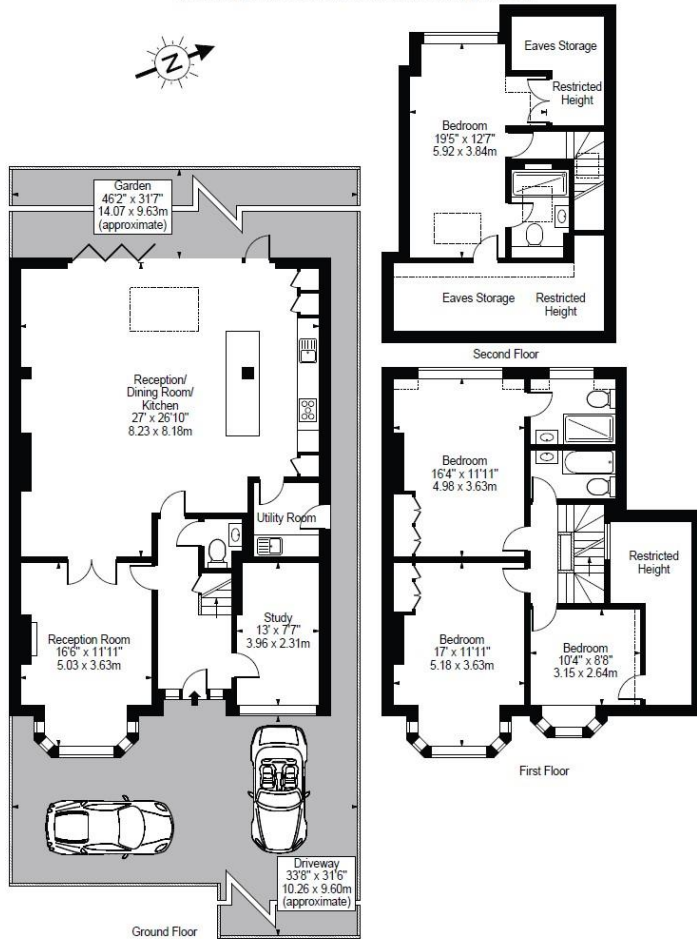 N
Garden
46'2" x 31'7"
14.07 x 9.63m
(approximate)
Reception/
Dining Room/
Kitchen
27' x 26'10"
8.23 x 8.18m
Utility Room
Reception Room
16'6" x 11'11"
5.03 x 3.63m
Study
13' x 7'7"
3.96 x 2.31m
Driveway
33'8" x 31'6"
10.26 x 9.60m
(approximate)
Ground Floor
Eaves Storage
Restricted
Height
Bedroom
19'5" x 12'7"
5.92 x 3.84m
Eaves Storage
Restricted
Height
Second Floor
Bedroom
16'4" x 11'11"
4.98 x 3.63m
Restricted
Height
Bedroom
17' x 11'11"
5.18 x 3.63m
Bedroom
10'4" x 8'8"
3.15 x 2.64m
First Floor